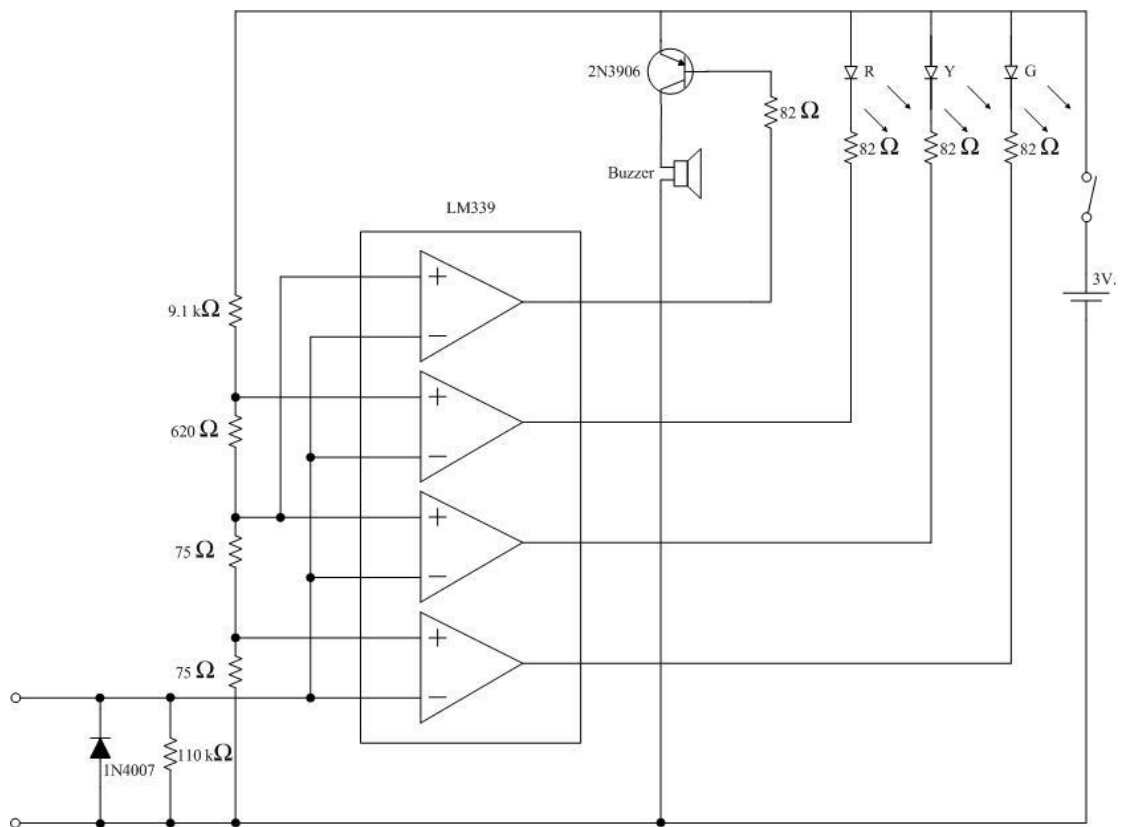 2N3906
R
Y
G
82 Ω
82 Ω
82 Ω
82 Ω
Buzzer
LM339
3V.
+
−
9.1 kΩ
+
−
620 Ω
+
−
75 Ω
+
−
75 Ω
110 kΩ
1N4007